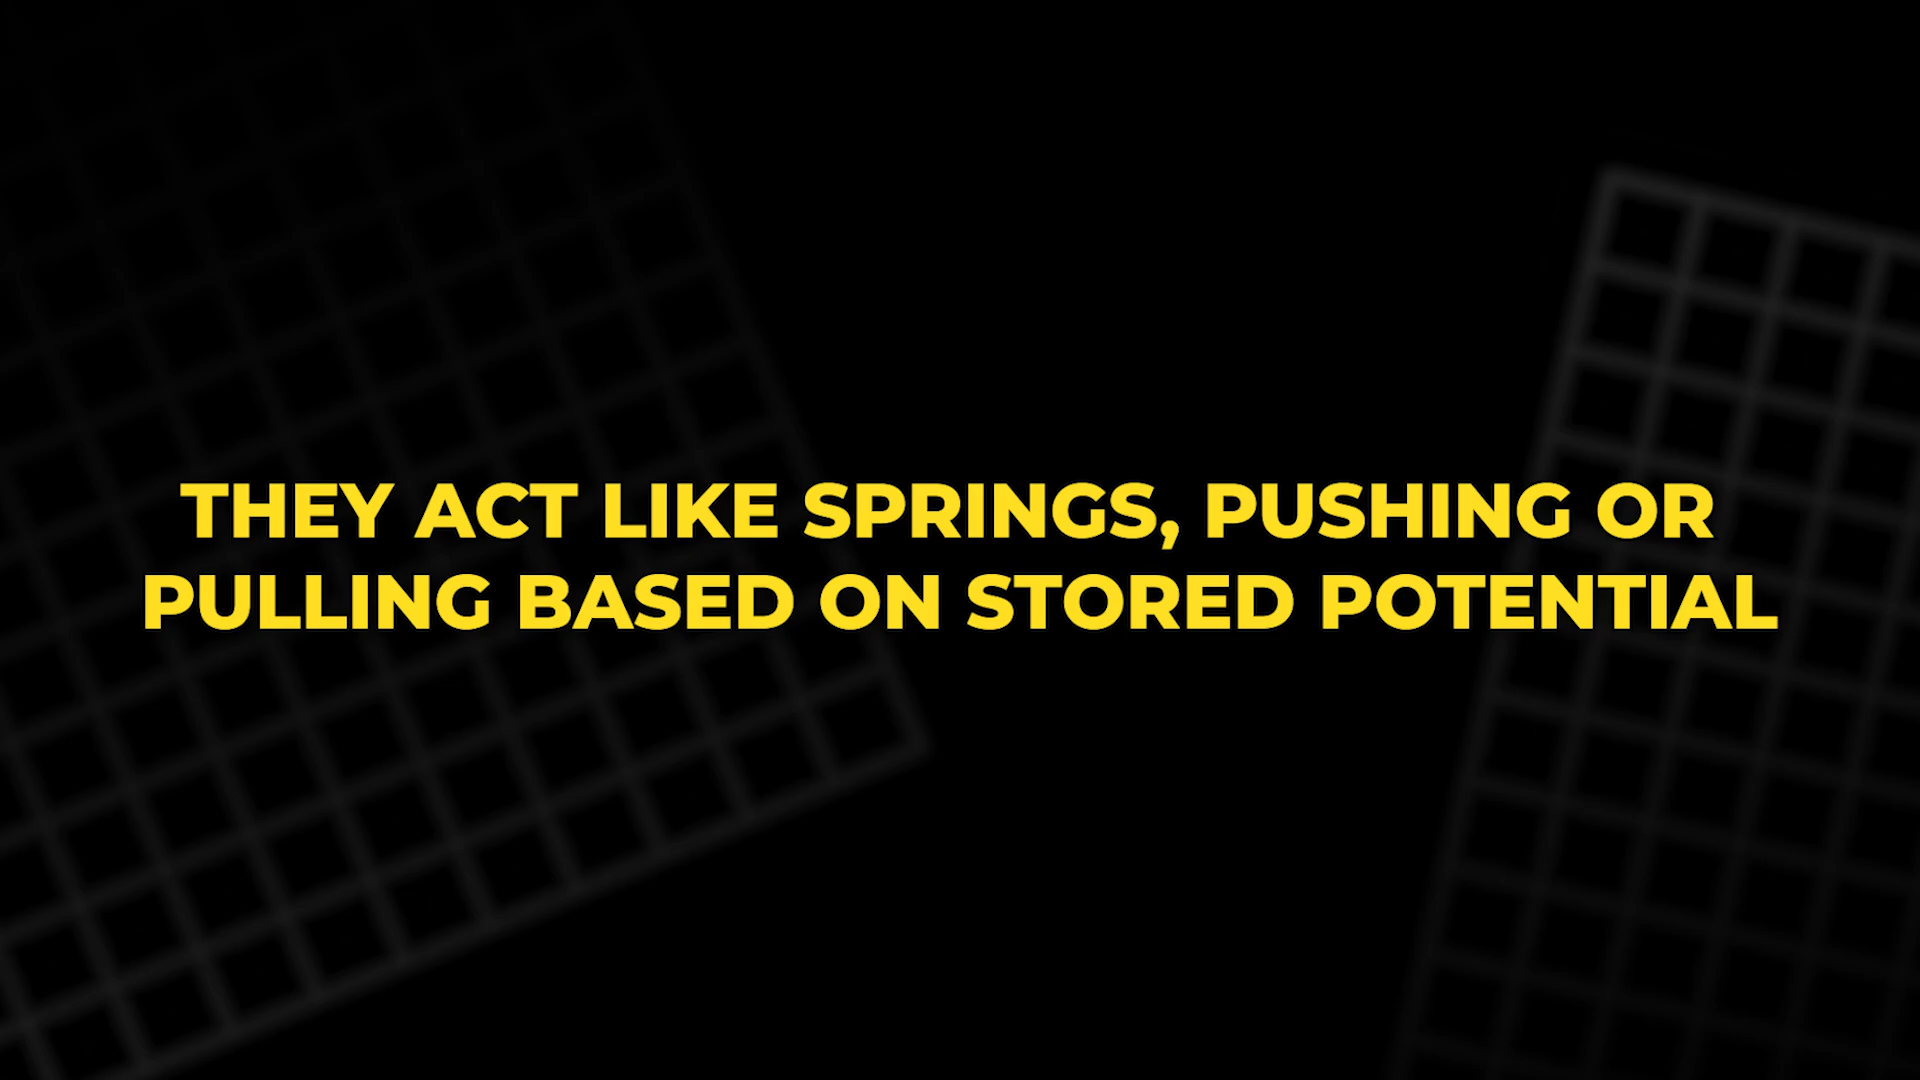 THEY ACT LIKE SPRINGS, PUSHING OR
PULLING BASED ON STORED POTENTIAL